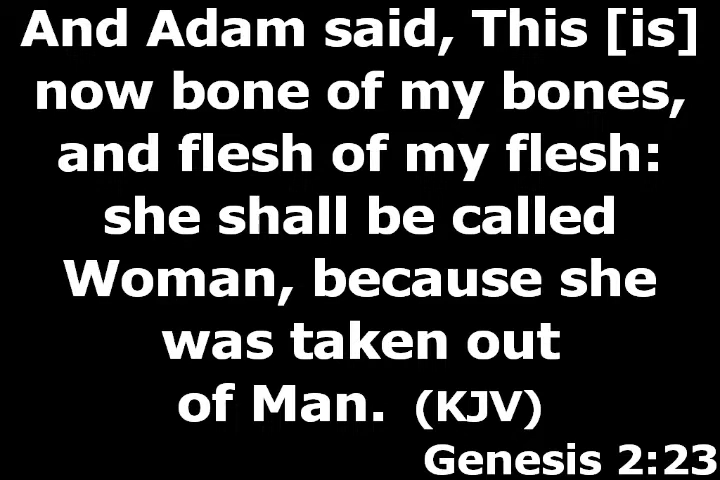 And Adam said, This [is]
now bone of my bones,
and flesh of my flesh:
she shall be called
Woman, because she
was taken out
of Man. (KJV)
Genesis 2:23